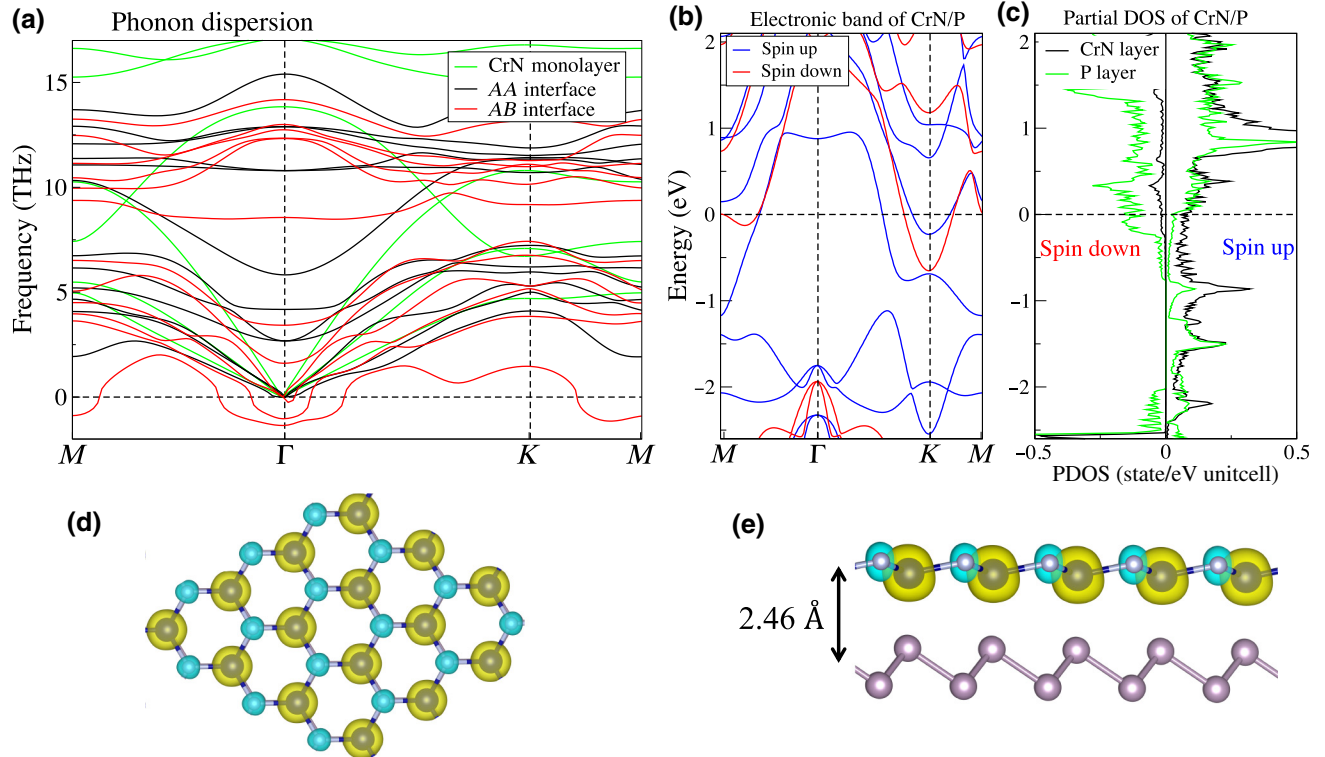 (a)
Phonon dispersion
CrN monolayer
AA interface
AB interface
Frequency (THz)
15
10
5
0
M
Γ
K
M
(b)
Electronic band of CrN/P
Spin up
Spin down
Energy (eV)
2
1
0
−1
−2
M
Γ
K
M
(c)
Partial DOS of CrN/P
CrN layer
P layer
Spin down
Spin up
2
1
0
−1
−2
-0.5
0
0.5
PDOS (state/eV unitcell)
(d)
(e)
2.46 Å